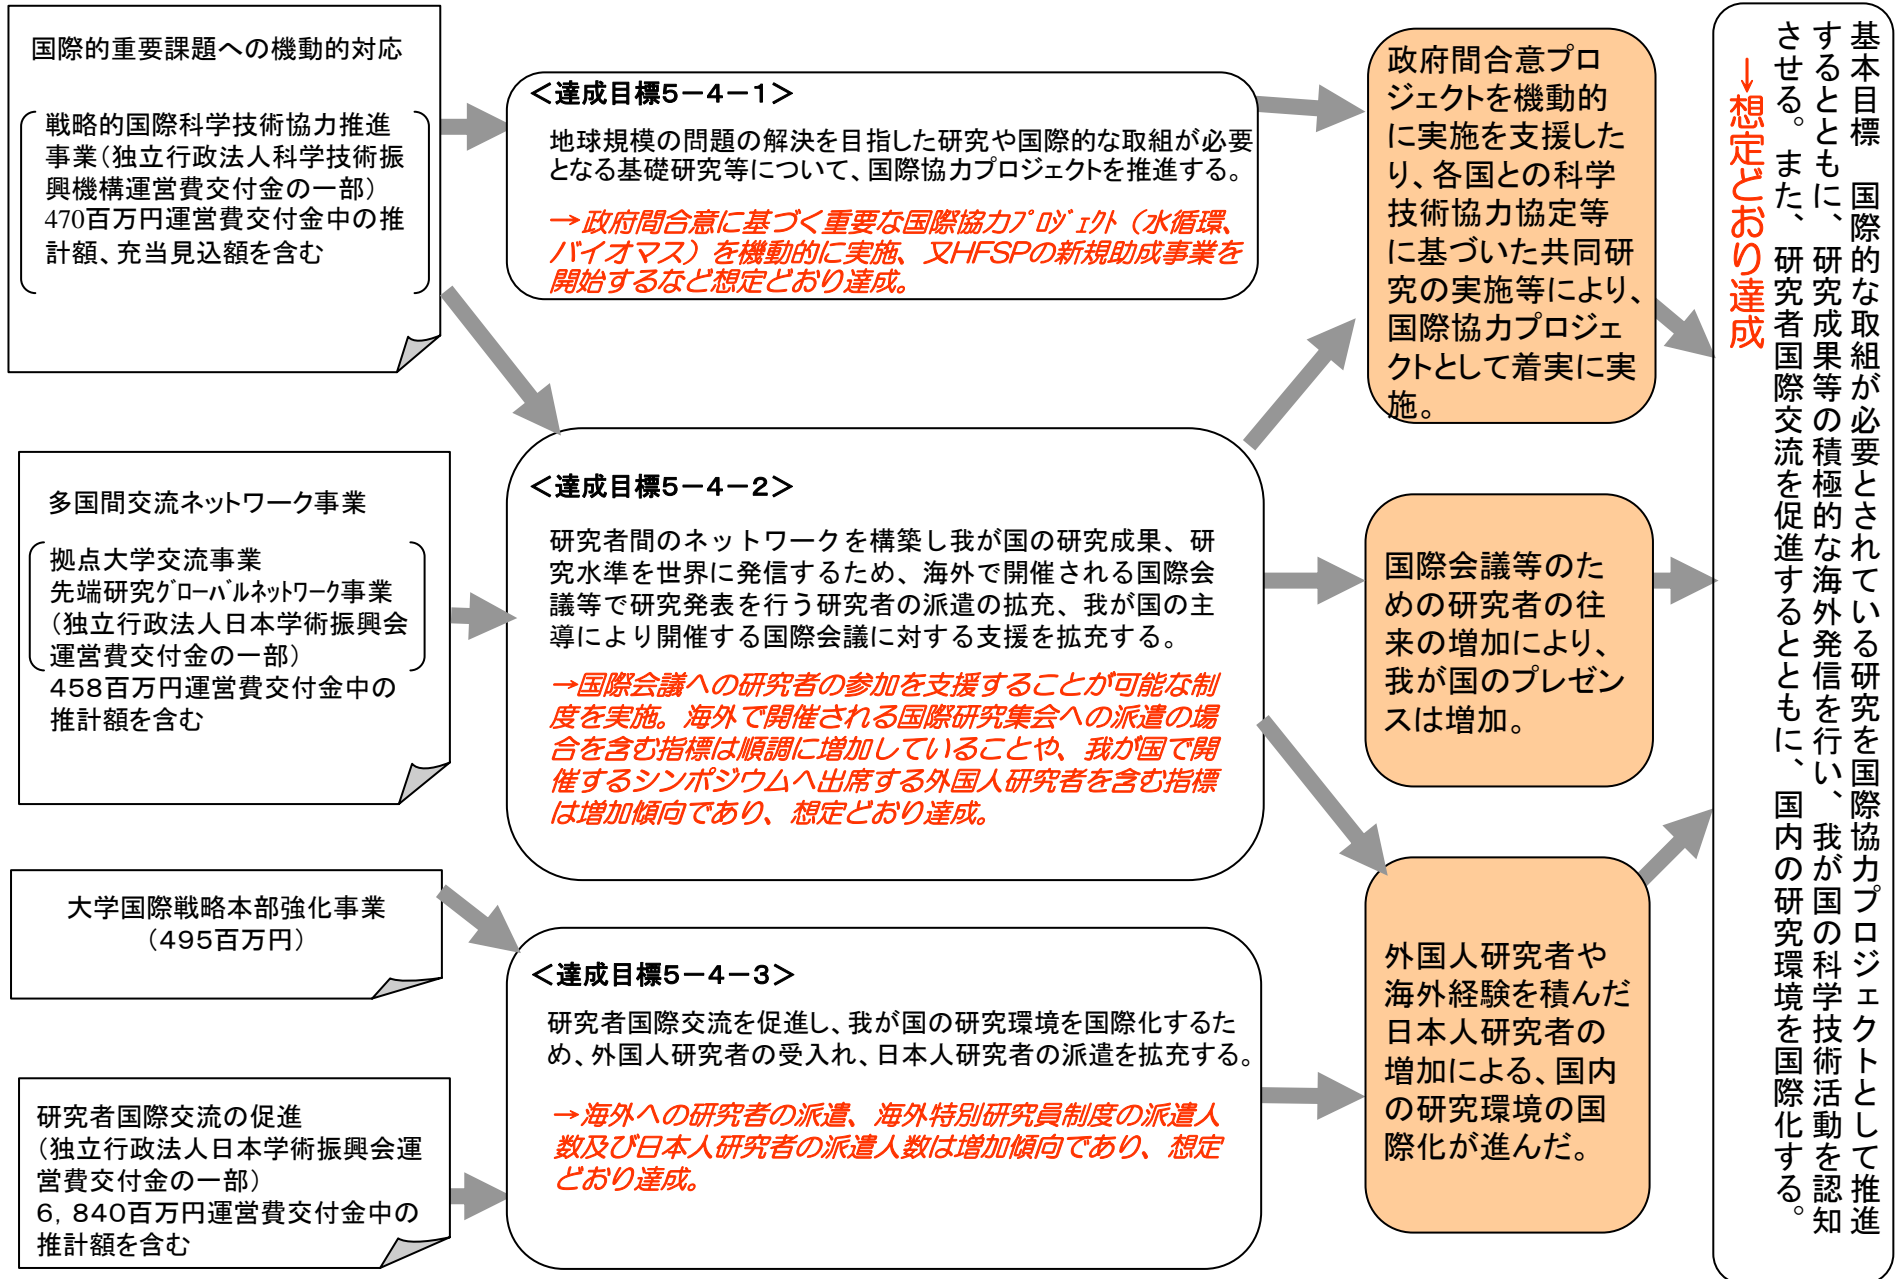 国際的重要課題への機動的対応
戦略的国際科学技術協力推進
事業（独立行政法人科学技術振
興機構運営費交付金の一部）
470百万円運営費交付金中の推
計額、充当見込額を含む
多国間交流ネットワーク事業
拠点大学交流事業
先端研究グローバルネットワーク事業
（独立行政法人日本学術振興会
運営費交付金の一部）
４５８百万円運営費交付金中の
推計額を含む
大学国際戦略本部強化事業
（４９５百万円）
研究者国際交流の促進
（独立行政法人日本学術振興会運
営費交付金の一部）
６，８４０百万円運営費交付金中の
推計額を含む
＜達成目標５－４－１＞
地球規模の問題の解決を目指した研究や国際的な取組が必要
となる基礎研究等について、国際協力プロジェクトを推進する。
→政府間合意に基づく重要な国際協力プロジェクト（水循環、
バイオマス）を機動的に実施、又HFSPの新規助成事業を
開始するなど想定どおり達成。
＜達成目標５－４－２＞
研究者間のネットワークを構築し我が国の研究成果、研
究水準を世界に発信するため、海外で開催される国際会
議等で研究発表を行う研究者の派遣の拡充、我が国の主
導により開催する国際会議に対する支援を拡充する。
→国際会議への研究者の参加を支援することが可能な制
度を実施。海外で開催される国際研究集会への派遣の場
合を含む指標は順調に増加していることや、我が国で開
催するシンポジウムへ出席する外国人研究者を含む指標
は増加傾向であり、想定どおり達成。
＜達成目標５－４－３＞
研究者国際交流を促進し、我が国の研究環境を国際化するた
め、外国人研究者の受入れ、日本人研究者の派遣を拡充する。
→海外への研究者の派遣、海外特別研究員制度の派遣人
数及び日本人研究者の派遣人数は増加傾向であり、想定
どおり達成。
政府間合意プロ
ジェクトを機動的
に実施を支援した
り、各国との科学
技術協力協定等
に基づいた共同研
究の実施等により、
国際協力プロジェ
クトとして着実に実
施。
国際会議等のた
めの研究者の往
来の増加により、
我が国のプレゼン
スは増加。
外国人研究者や
海外経験を積んだ
日本人研究者の
増加による、国内
の研究環境の国
際化が進んだ。
基本目標　国際的な取組が必要とされている研究を国際協力プロジェクトとして推進
するとともに、研究成果等の積極的な海外発信を行い、我が国の科学技術活動を認知
させる。また、研究者国際交流を促進するとともに、国内の研究環境を国際化する。
→想定どおり達成